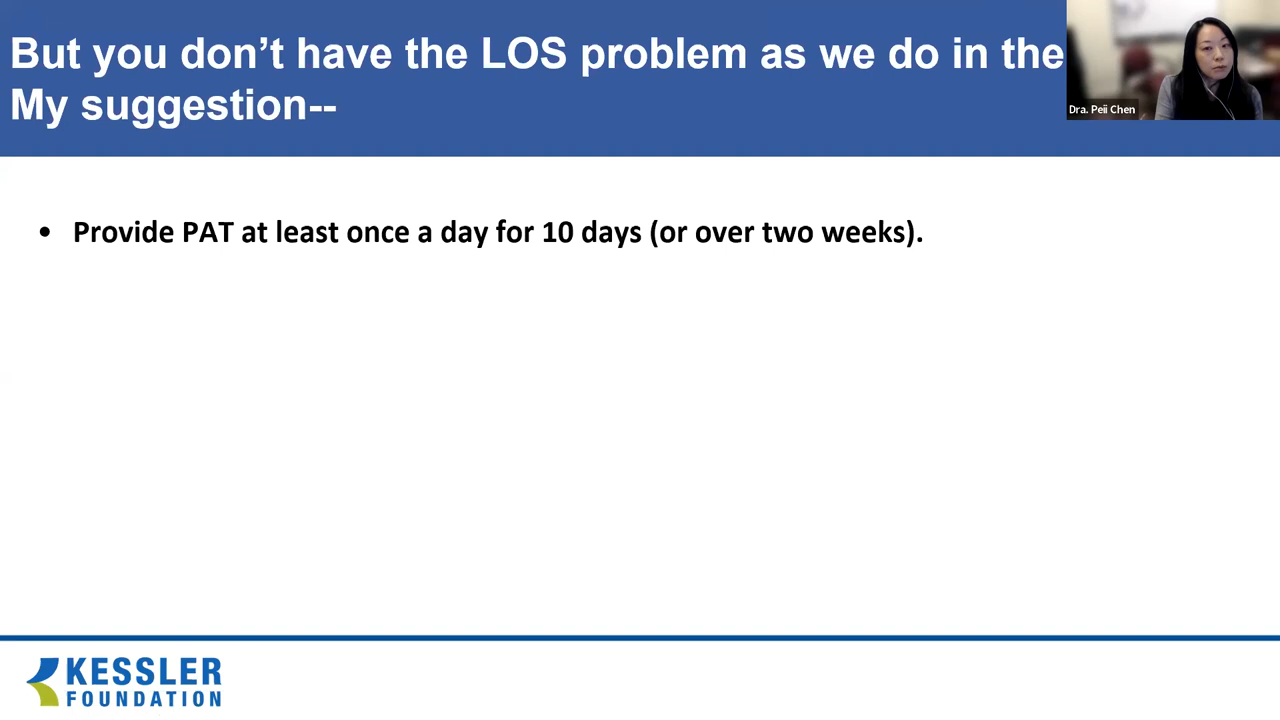 But you don’t have the LOS problem as we do in the
My suggestion--
Dra. Peii Chen
• Provide PAT at least once a day for 10 days (or over two weeks).
KESSLER
FOUNDATION